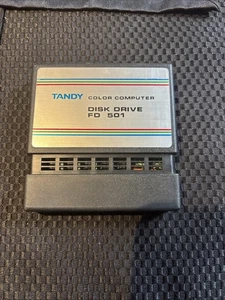 TANDY COLOR COMPUTER
DISK DRIVE
FD 501